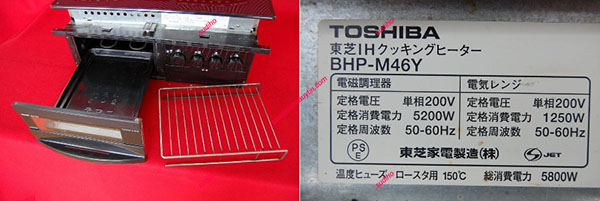 TOSHIBA
東芝IHクッキングヒーター
BHP-M46Y
電磁調理器
定格電圧 単相200V
定格消費電力 5200W
定格周波数 50-60Hz
電気レンジ
定格電圧 単相200V
定格消費電力 1250W
定格周波数 50-60Hz
PS
E
東芝家電製造(株)
S JET
温度ヒューズ ロースタ用 150℃ 総消費電力 5800W
sudho
sudho